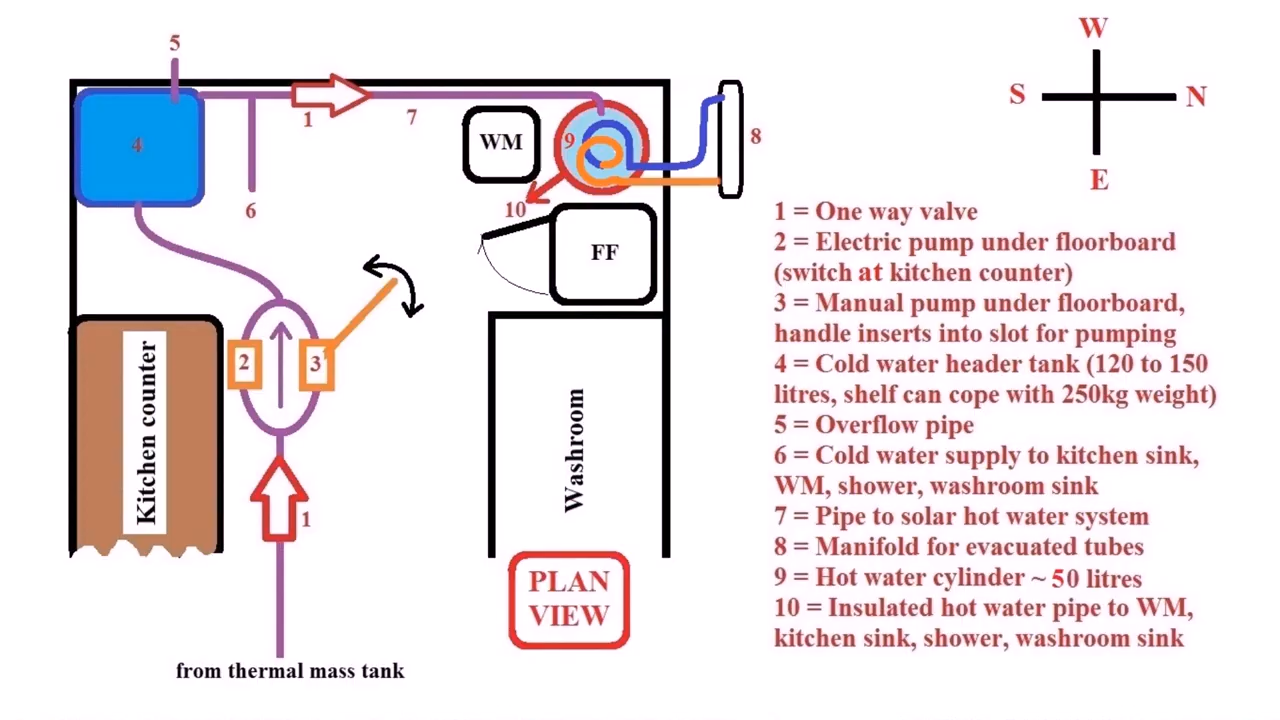 W
S
N
E
5
1
7
4
6
WM
9
8
10
FF
2
3
Kitchen counter
Washroom
1
PLAN
VIEW
from thermal mass tank
1 = One way valve
2 = Electric pump under floorboard
(switch at kitchen counter)
3 = Manual pump under floorboard,
handle inserts into slot for pumping
4 = Cold water header tank (120 to 150
litres, shelf can cope with 250kg weight)
5 = Overflow pipe
6 = Cold water supply to kitchen sink,
WM, shower, washroom sink
7 = Pipe to solar hot water system
8 = Manifold for evacuated tubes
9 = Hot water cylinder ~ 50 litres
10 = Insulated hot water pipe to WM,
kitchen sink, shower, washroom sink